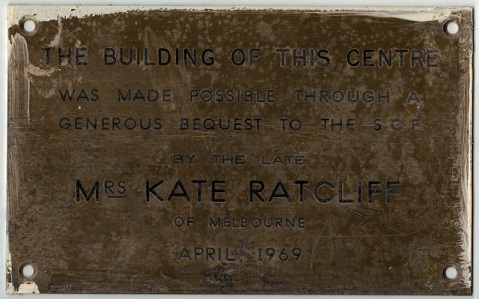 THE BUILDING OF THIS CENTRE
WAS MADE POSSIBLE THROUGH A
GENEROUS BEQUEST TO THE S.C.F.
BY THE LATE
MRS KATE RATCLIFF
OF MELBOURNE
APRIL, 1969